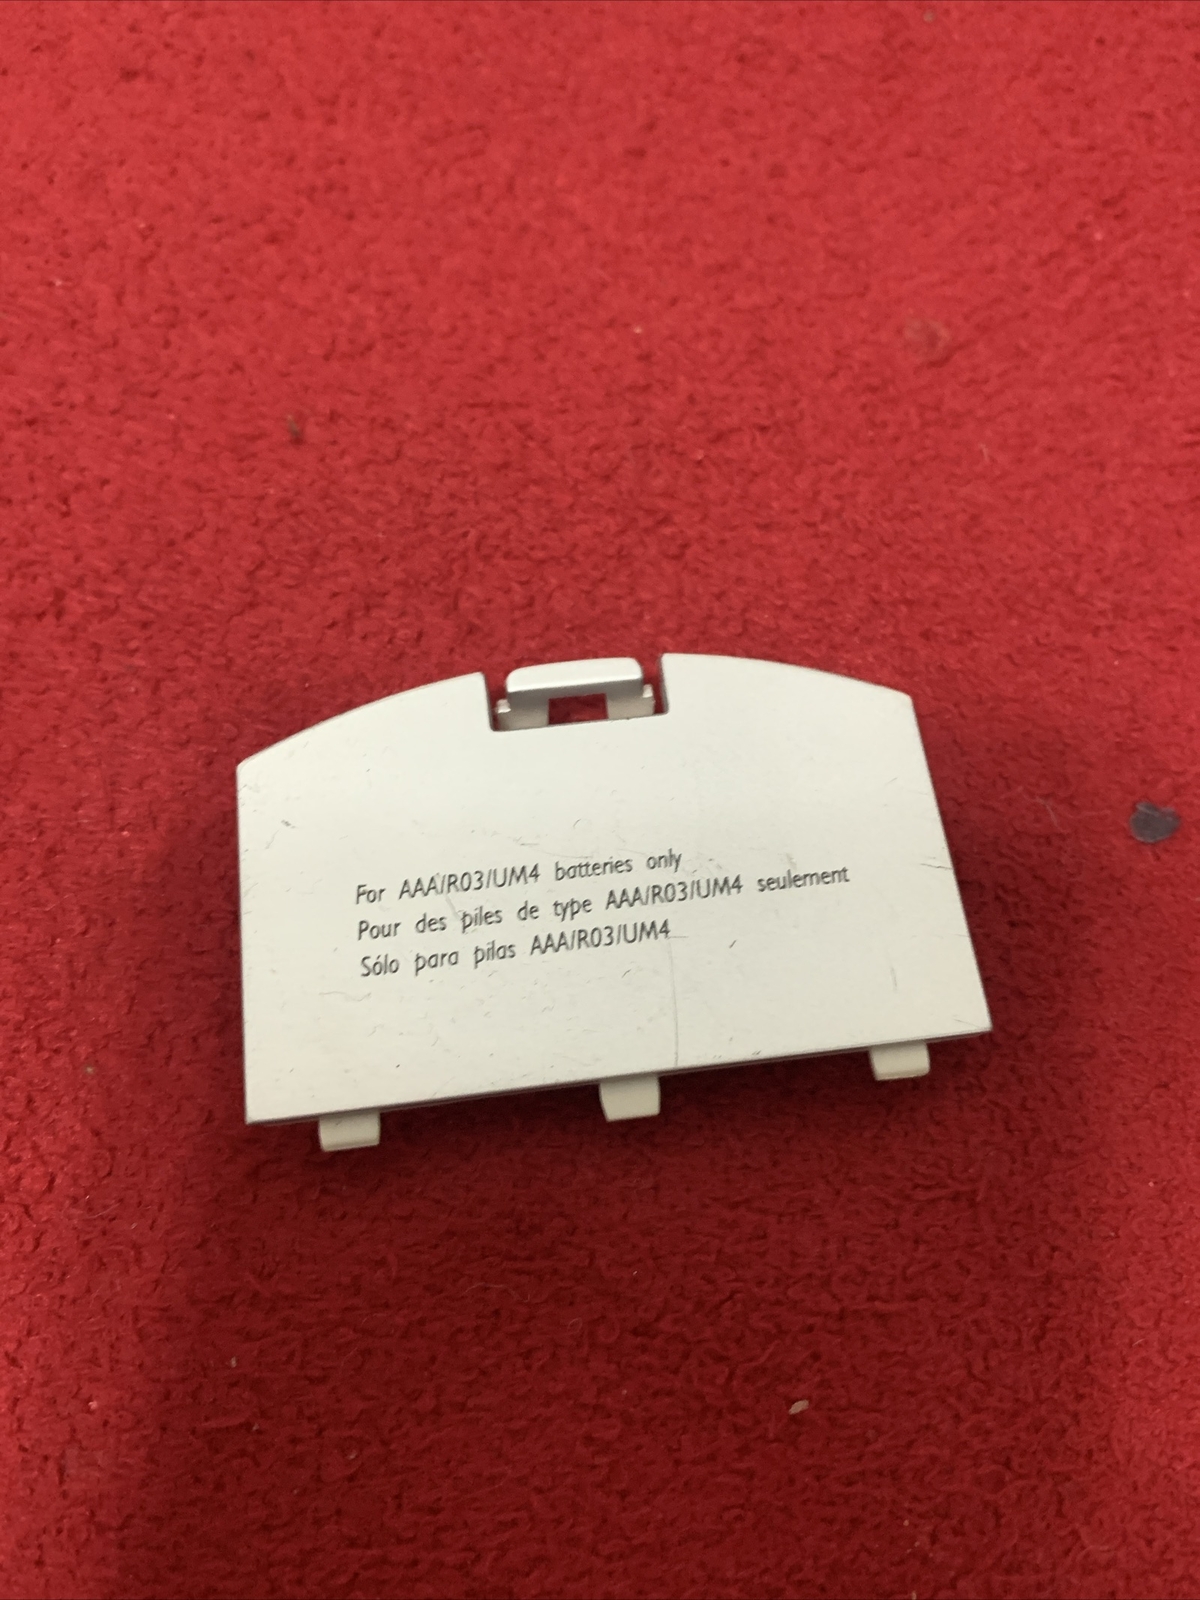 For AAA/R03/UM4 batteries only
Pour des piles de type AAA/R03/UM4 seulement
Sólo para pilas AAA/R03/UM4